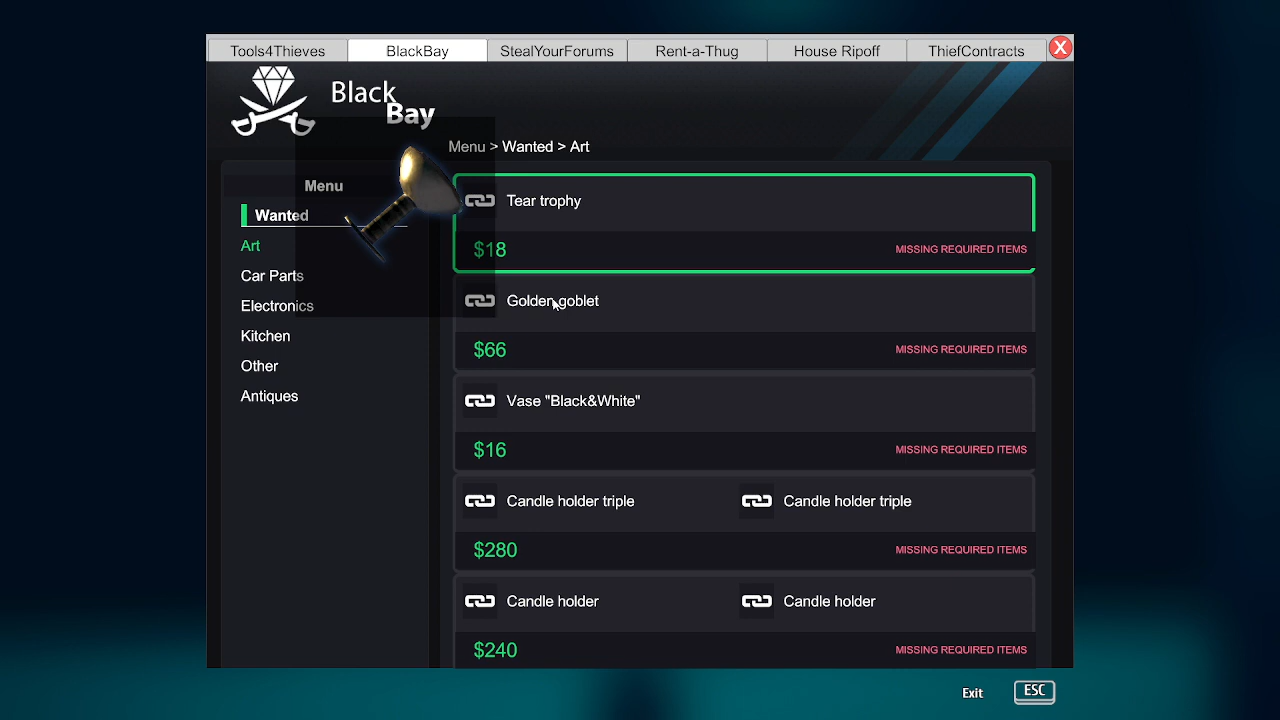 Tools4Thieves BlackBay StealYourForums Rent-a-Thug House Ripoff ThiefContracts X
Black
Bay
Menu > Wanted > Art
Menu
Wanted
Art
Car Parts
Electronics
Kitchen
Other
Antiques
Tear trophy
$18 MISSING REQUIRED ITEMS
Golden goblet
$66 MISSING REQUIRED ITEMS
Vase "Black&White"
$16 MISSING REQUIRED ITEMS
Candle holder triple Candle holder triple
$280 MISSING REQUIRED ITEMS
Candle holder Candle holder
$240 MISSING REQUIRED ITEMS
Exit ESC